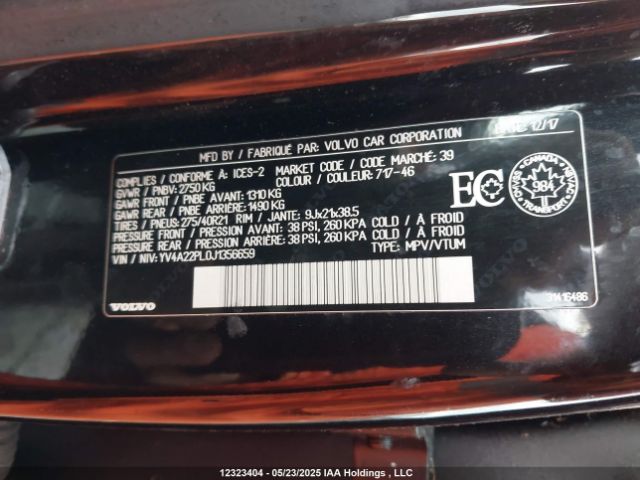 MFD BY / FABRIQUÉ PAR: VOLVO CAR CORPORATION
12/17
COMPLIES / CONFORME À: ICES-2 MARKET CODE / CODE MARCHÉ: 39
GVWR / PNBV: 2750 KG COLOUR / COULEUR: 717-46
GAWR FRONT / PNBE AVANT: 1310 KG
GAWR REAR / PNBE ARRIÈRE: 1490 KG
TIRES / PNEUS: 275/40R21 RIM / JANTE: 9Jx21x38.5
PRESSURE FRONT / PRESSION AVANT: 38 PSI, 260 KPA COLD / À FROID
PRESSURE REAR / PRESSION ARRIÈRE: 38 PSI, 260 KPA COLD / À FROID
VIN / NIV: YV4A22PL0J1356659 TYPE: MPV/VTUM
EC
CANADA
984
TRANSPORT
VOLVO
31416486
12323404 — 05/23/2025 IAA Holdings , LLC